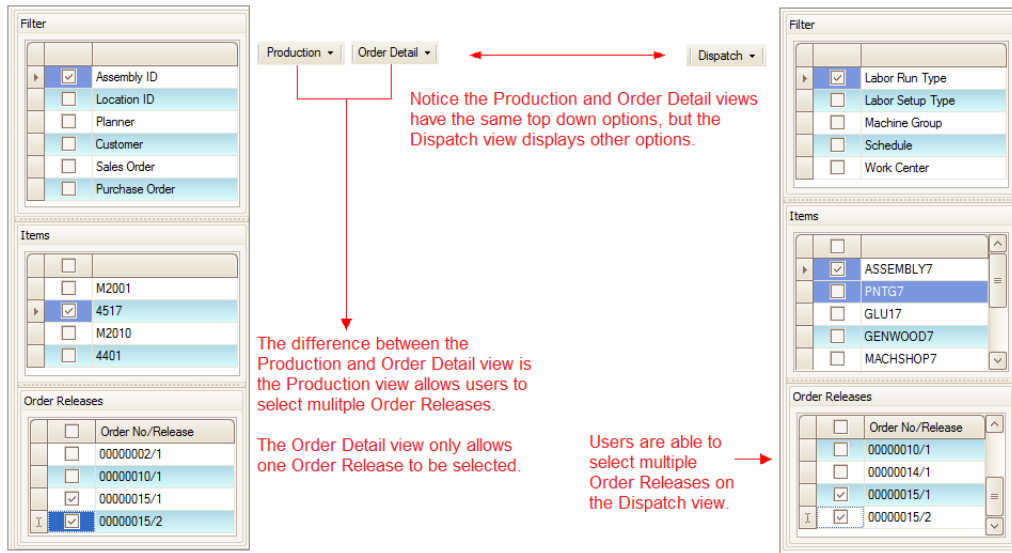 Filter
Assembly ID
Location ID
Planner
Customer
Sales Order
Purchase Order
Items
M2001
4517
M2010
4401
Order Releases
Order No/Release
00000002/1
00000010/1
00000015/1
00000015/2
Production
Order Detail
Dispatch
Notice the Production and Order Detail views
have the same top down options, but the
Dispatch view displays other options.
The difference between the
Production and Order Detail view is
the Production view allows users to
select mulitple Order Releases.
The Order Detail view only allows
one Order Release to be selected.
Users are able to
select multiple
Order Releases on
the Dispatch view.
Filter
Labor Run Type
Labor Setup Type
Machine Group
Schedule
Work Center
Items
ASSEMBLY7
PNTG7
GLU17
GENWOOD7
MACHSHOP7
Order Releases
Order No/Release
00000010/1
00000014/1
00000015/1
00000015/2